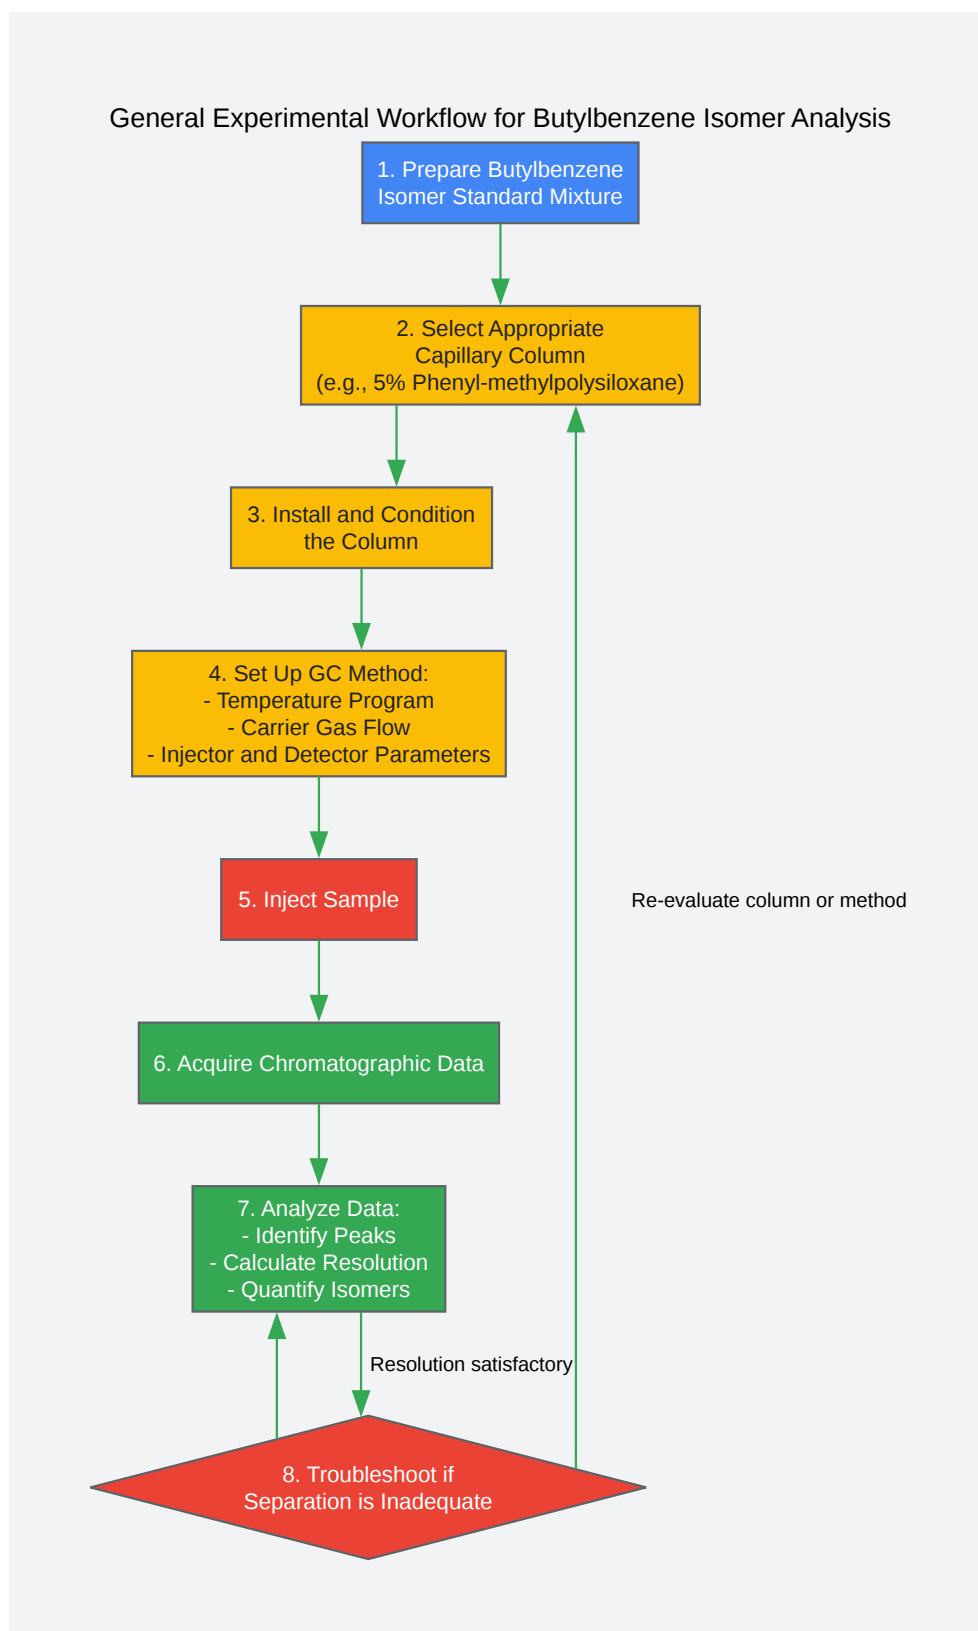 General Experimental Workflow for Butylbenzene Isomer Analysis
1. Prepare Butylbenzene
Isomer Standard Mixture
2. Select Appropriate
Capillary Column
(e.g., 5% Phenyl-methylpolysiloxane)
3. Install and Condition
the Column
4. Set Up GC Method:
- Temperature Program
- Carrier Gas Flow
- Injector and Detector Parameters
5. Inject Sample
Re-evaluate column or method
6. Acquire Chromatographic Data
7. Analyze Data:
- Identify Peaks
- Calculate Resolution
- Quantify Isomers
Resolution satisfactory
8. Troubleshoot if
Separation is Inadequate